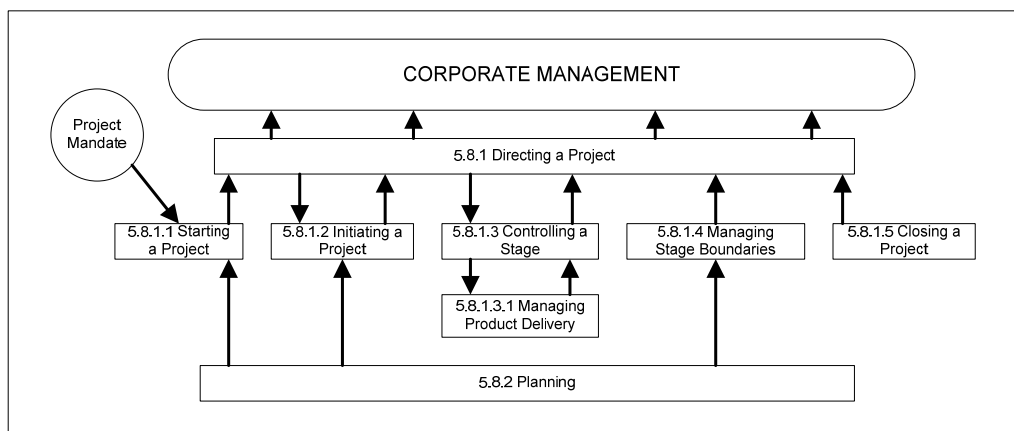 CORPORATE MANAGEMENT
Project
Mandate
5.8.1 Directing a Project
5.8.1.1 Starting
a Project
5.8.1.2 Initiating a
Project
5.8.1.3 Controlling a
Stage
5.8.1.4 Managing
Stage Boundaries
5.8.1.5 Closing a
Project
5.8.1.3.1 Managing
Product Delivery
5.8.2 Planning